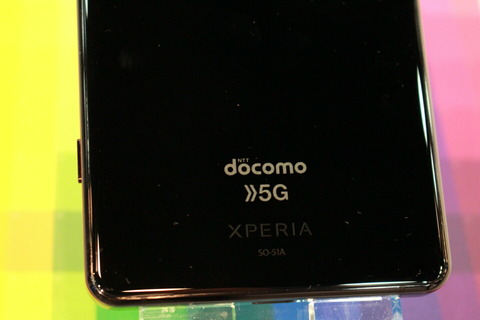 NTT
docomo
⟫5G
XPERIA
SO-51A